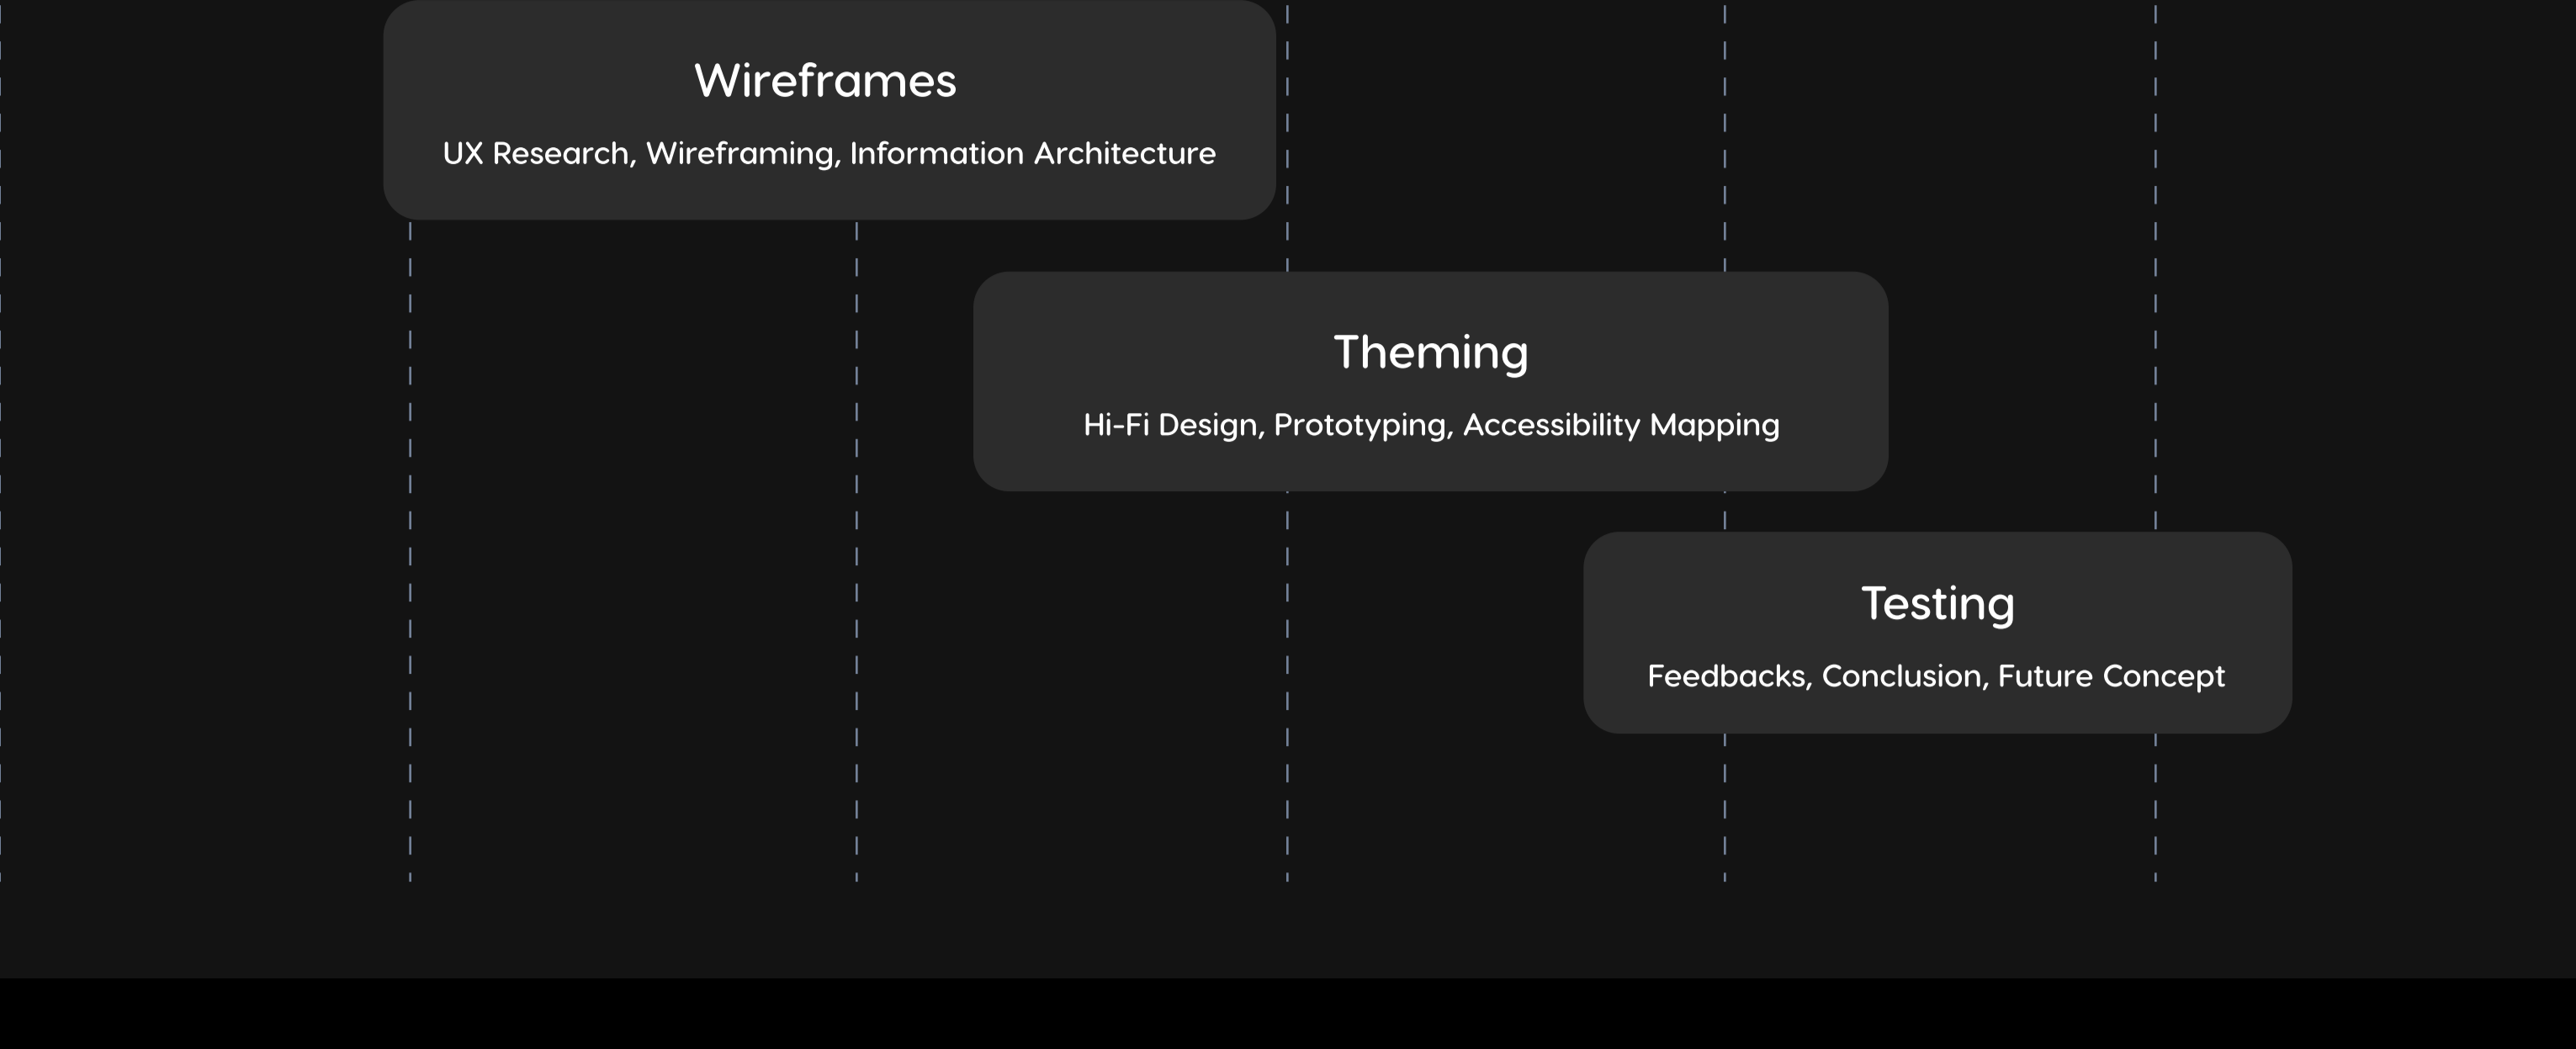 Wireframes
UX Research, Wireframing, Information Architecture
Theming
Hi-Fi Design, Prototyping, Accessibility Mapping
Testing
Feedbacks, Conclusion, Future Concept